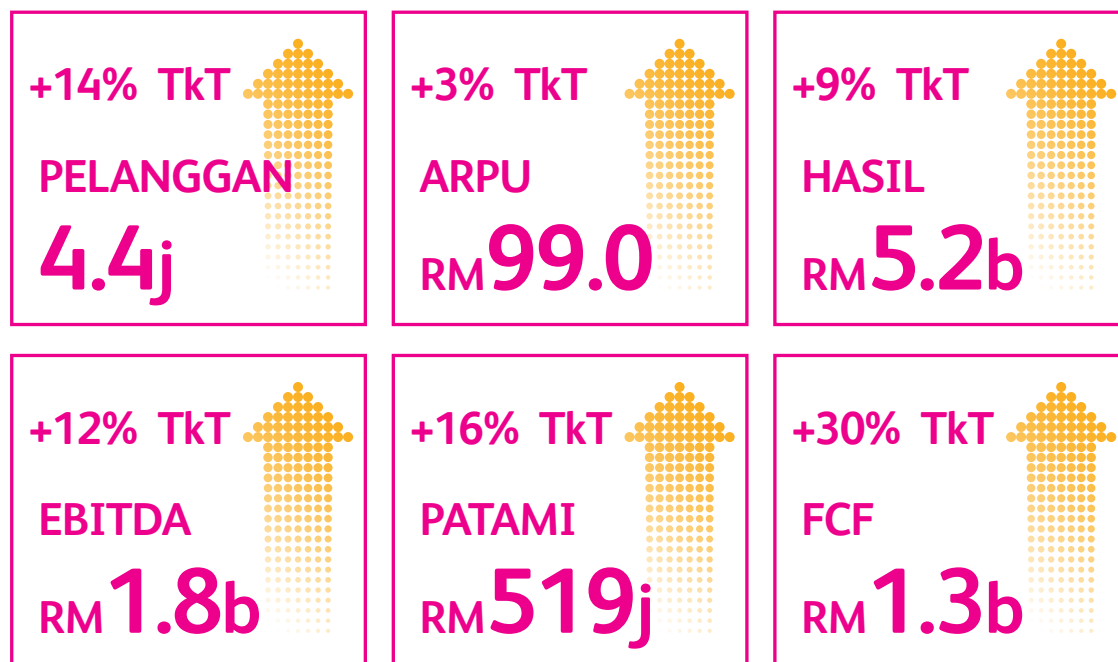 +14% TkT
PELANGGAN
4.4j
+3% TkT
ARPU
RM99.0
+9% TkT
HASIL
RM5.2b
+12% TkT
EBITDA
RM1.8b
+16% TkT
PATAMI
RM519j
+30% TkT
FCF
RM1.3b